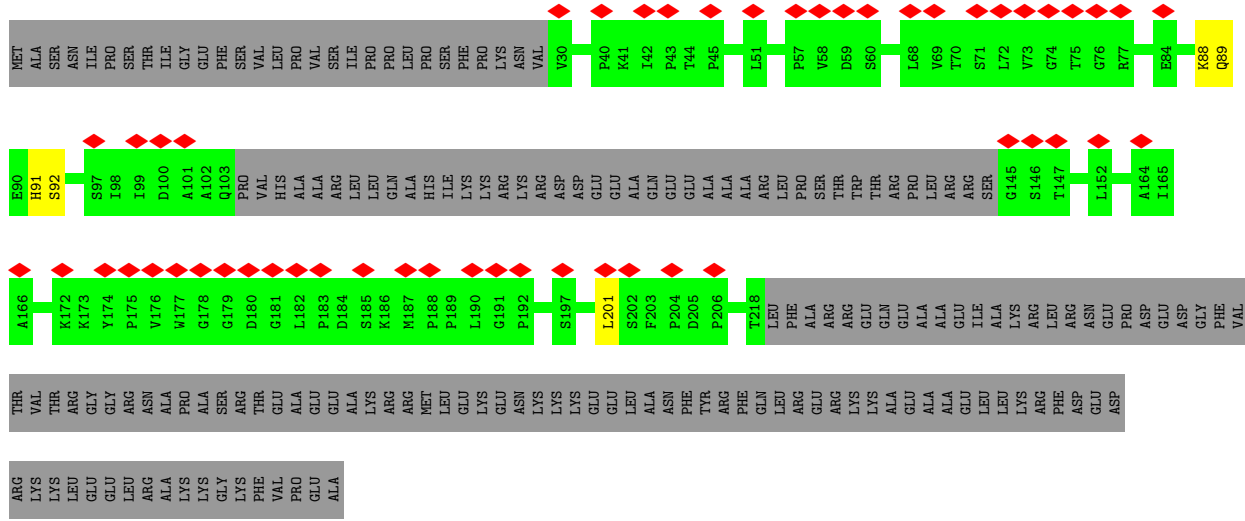 MET ALA SER ASN ILE PRO SER THR ILE GLY GLU PHE SER VAL LEU PRO VAL SER ILE PRO PRO LEU PRO SER PHE PRO LYS ASN VAL V30 P40 K41 I42 P43 T44 P45 L51 P57 V58 D59 S60 L68 V69 T70 S71 L72 V73 G74 T75 G76 R77 E84 K88 Q89
E90 H91 S92 S97 I98 I99 D100 A101 A102 Q103 PRO VAL HIS ALA ALA ARG LEU LEU GLN ALA HIS ILE LYS LYS ARG LYS ARG ASP ASP GLU GLU ALA GLN GLU GLU ALA ALA ALA ARG LEU PRO SER THR TRP THR ARG PRO LEU ARG ARG SER G145 S146 T147 L152 A164 I165
A166 K172 K173 Y174 P175 V176 W177 G178 G179 D180 G181 L182 P183 D184 S185 K186 M187 P188 P189 L190 G191 P192 S197 L201 S202 F203 P204 D205 P206 T218 LEU PHE ALA ARG ARG GLU GLN GLU ALA ALA GLU ILE ALA LYS ARG LEU ARG ASN GLU PRO ASP GLU ASP GLY PHE VAL
THR VAL THR ARG GLY GLY ARG ASN ALA PRO ALA SER ARG THR GLU ALA GLU GLU ALA LYS ARG ARG MET LEU GLU LYS GLU ASN LYS LYS LYS GLU GLU LEU ALA ASN PHE TYR ARG PHE GLN LEU ARG GLU ARG LYS LYS ALA GLU ALA ALA GLU LEU LEU LYS ARG PHE ASP GLU ASP
ARG LYS LYS LEU GLU GLU LEU ARG ALA LYS LYS GLY LYS PHE VAL PRO GLU ALA